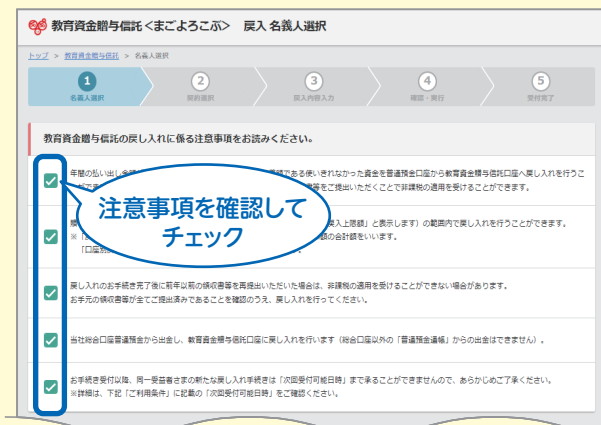 教育資金贈与信託<まごよろこぶ> 戻入 名義人選択
トップ > 教育資金贈与信託 > 名義人選択
1 2 3 4 5
名義人選択 契約選択 戻入内容入力 確認・実行 受付完了
教育資金贈与信託の戻し入れに係る注意事項をお読みください。
年間の払い出し金額 である使いきれなかった資金を普通預金口座から教育資金贈与信託口座へ戻し入れを行うこ
書等をご提出いただくことで非課税の適用を受けることができます。
注意事項を確認して
チェック
戻入上限額」と表示します）の範囲内で戻し入れを行うことができます。
※ 額の合計額をいいます。
戻し入れのお手続き完了後に前年以前の領収書等を再提出いただいた場合は、非課税の適用を受けることができない場合があります。
お手元の領収書等が全てご提出済みであることを確認のうえ、戻し入れを行ってください。
当社総合口座普通預金から出金し、教育資金贈与信託口座に戻し入れを行います（総合口座以外の「普通預金通帳」からの出金はできません）。
お手続き受付以降、同一受益者さまの新たな戻し入れ手続きは「次回受付可能日時」まで承ることができませんので、あらかじめご了承ください。
※詳細は、下記「ご利用条件」に記載の「次回受付可能日時」をご確認ください。